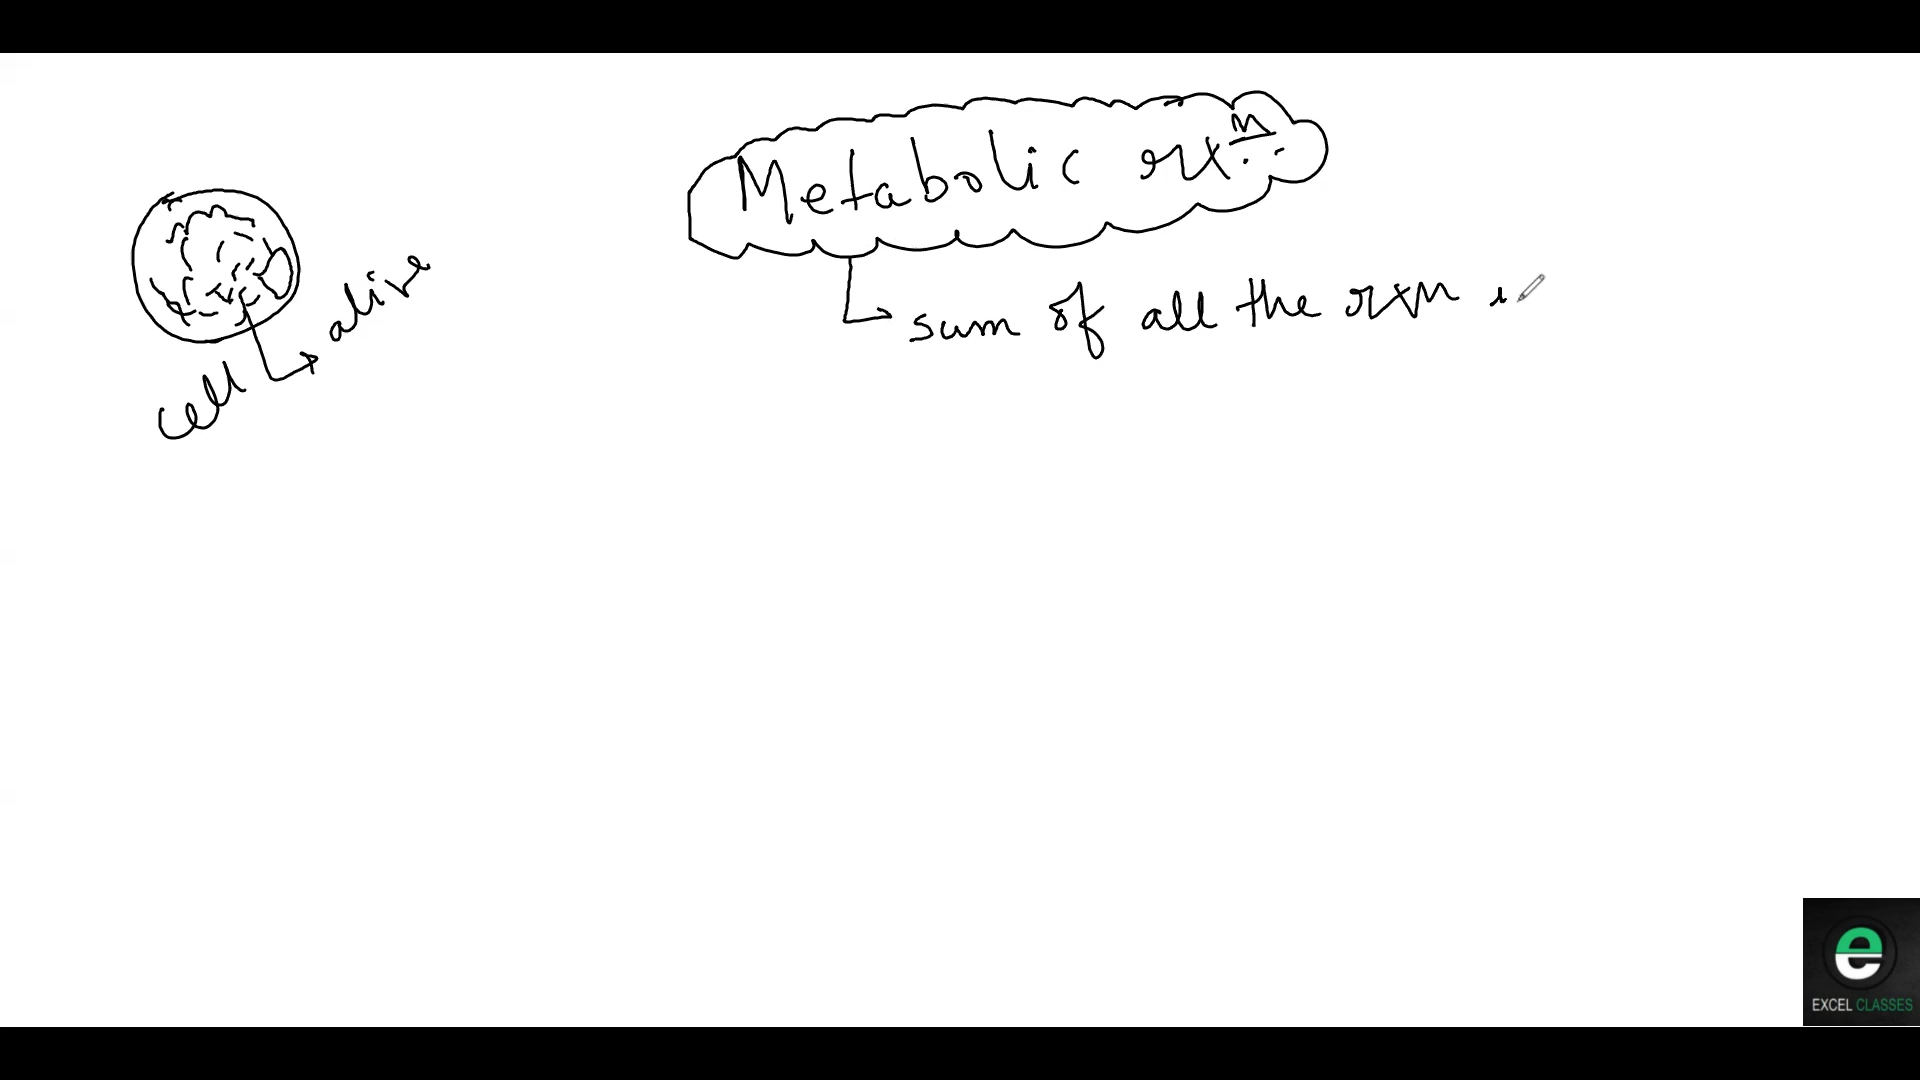 Metabolic rxn
sum of all the rxn
alive
cell
e
EXCEL CLASSES